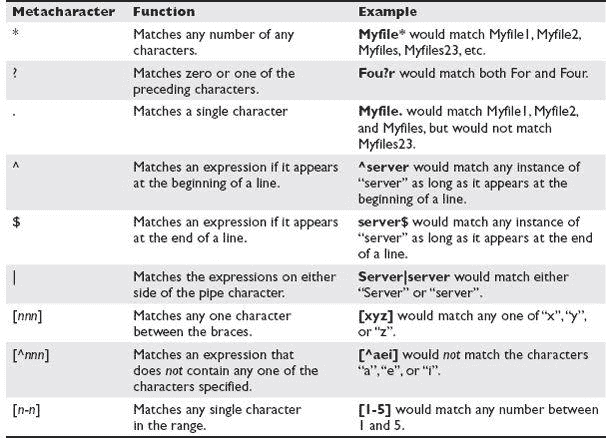 Metacharacter Function Example
* Matches any number of any Myfile* would match Myfile1, Myfile2,
characters. Myfiles, Myfiles23, etc.
? Matches zero or one of the Fou?r would match both For and Four.
preceding characters.
. Matches a single character Myfile. would match Myfile1, Myfile2,
and Myfiles, but would not match
Myfiles23.
^ Matches an expression if it appears ^server would match any instance of
at the beginning of a line. “server” as long as it appears at the
beginning of a line.
$ Matches an expression if it appears server$ would match any instance of
at the end of a line. “server” as long as it appears at the end
of a line.
| Matches the expressions on either Server|server would match either
side of the pipe character. “Server” or “server”.
[nnn] Matches any one character [xyz] would match any one of “x”, “y”,
between the braces. or “z”.
[^nnn] Matches an expression that [^aei] would not match the characters
does not contain any one of the “a”, “e”, or “i”.
characters specified.
[n-n] Matches any single character [1-5] would match any number between
in the range. 1 and 5.